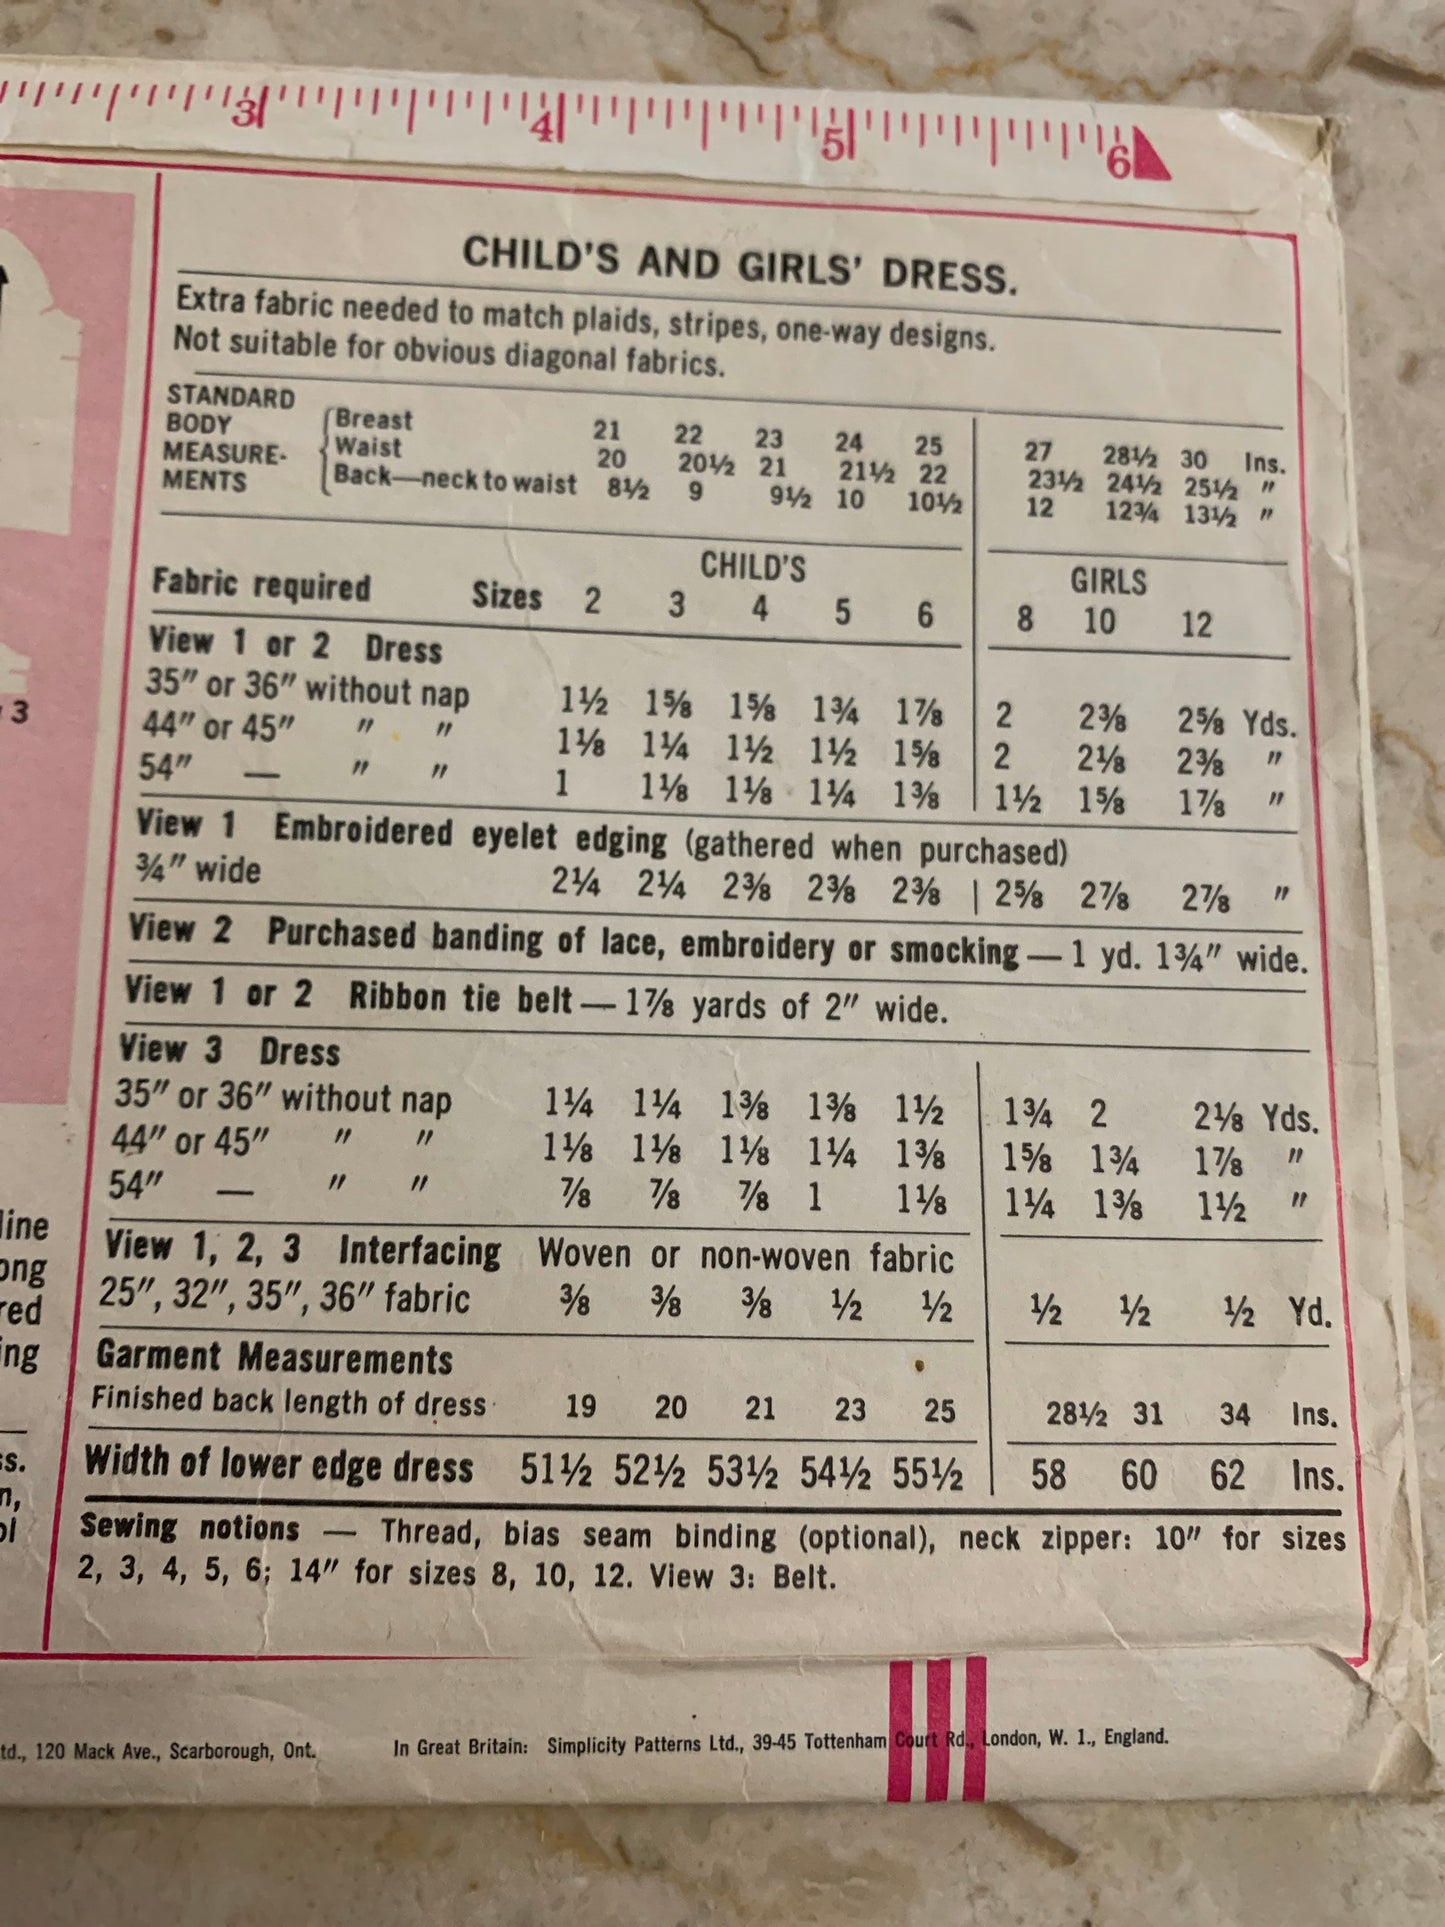 3 4 5 6
CHILD'S AND GIRLS' DRESS.
Extra fabric needed to match plaids, stripes, one-way designs.
Not suitable for obvious diagonal fabrics.
STANDARD
BODY
MEASURE-
MENTS
Breast 21 22 23 24 25 27 28½ 30 Ins.
Waist 20 20½ 21 21½ 22 23½ 24½ 25½ "
Back—neck to waist 8½ 9 9½ 10 10½ 12 12¾ 13½ "
CHILD'S GIRLS
Fabric required Sizes 2 3 4 5 6 8 10 12
View 1 or 2 Dress
35" or 36" without nap 1½ 1⅝ 1⅝ 1¾ 1⅞ 2 2⅜ 2⅝ Yds.
44" or 45" " " 1⅛ 1¼ 1½ 1½ 1⅝ 2 2⅛ 2⅜ "
54" — " " 1 1⅛ 1⅛ 1¼ 1⅜ 1½ 1⅝ 1⅞ "
View 1 Embroidered eyelet edging (gathered when purchased)
¾" wide 2¼ 2¼ 2⅜ 2⅜ 2⅜ 2⅝ 2⅞ 2⅞ "
View 2 Purchased banding of lace, embroidery or smocking — 1 yd. 1¾" wide.
View 1 or 2 Ribbon tie belt — 1⅞ yards of 2" wide.
View 3 Dress
35" or 36" without nap 1¼ 1¼ 1⅜ 1⅜ 1½ 1¾ 2 2⅛ Yds.
44" or 45" " " 1⅛ 1⅛ 1⅛ 1¼ 1⅜ 1⅝ 1¾ 1⅞ "
54" — " " ⅞ ⅞ ⅞ 1 1⅛ 1¼ 1⅜ 1½ "
View 1, 2, 3 Interfacing Woven or non-woven fabric
25", 32", 35", 36" fabric ⅜ ⅜ ⅜ ½ ½ ½ ½ ½ Yd.
Garment Measurements
Finished back length of dress 19 20 21 23 25 28½ 31 34 Ins.
Width of lower edge dress 51½ 52½ 53½ 54½ 55½ 58 60 62 Ins.
Sewing notions — Thread, bias seam binding (optional), neck zipper: 10" for sizes
2, 3, 4, 5, 6; 14" for sizes 8, 10, 12. View 3: Belt.
3
line
ong
red
ing
ss.
n,
ol
td., 120 Mack Ave., Scarborough, Ont. In Great Britain: Simplicity Patterns Ltd., 39-45 Tottenham Court Rd., London, W. 1., England.